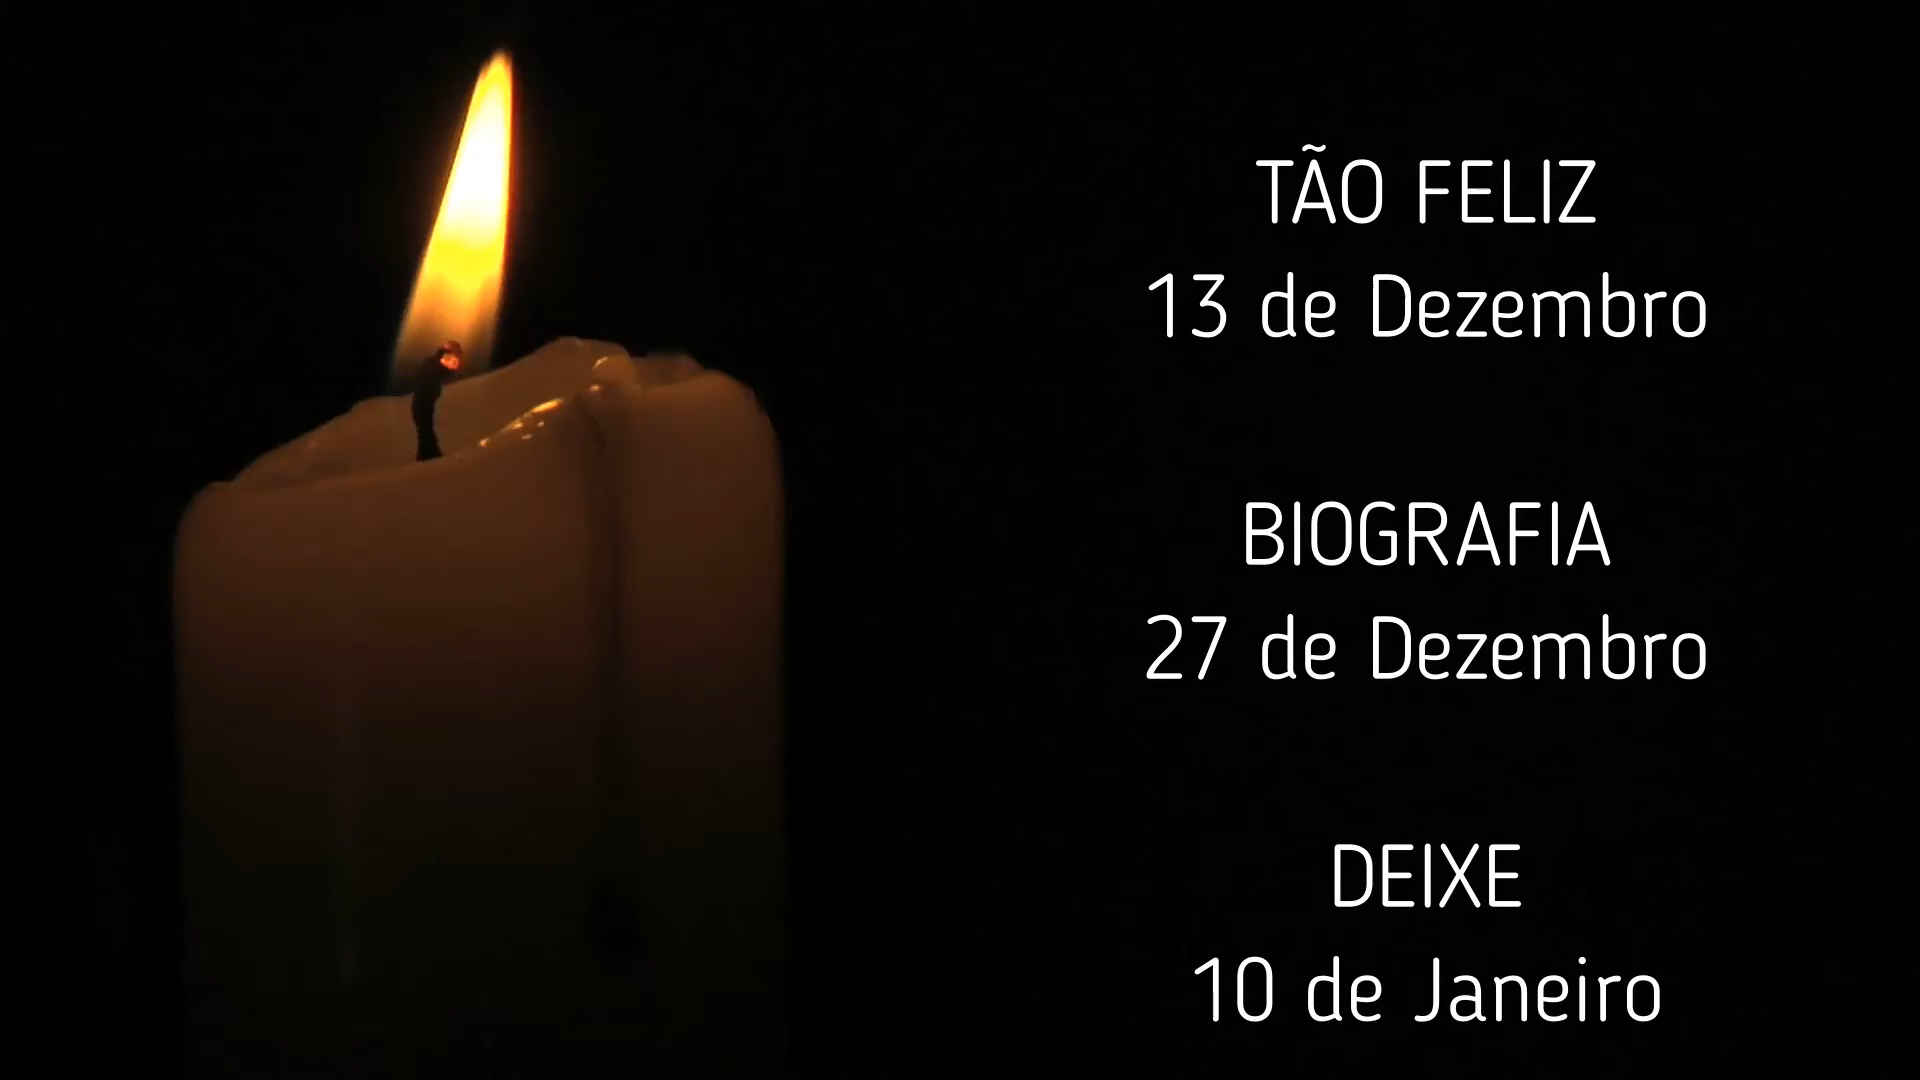 TÃO FELIZ
13 de Dezembro
BIOGRAFIA
27 de Dezembro
DEIXE
10 de Janeiro